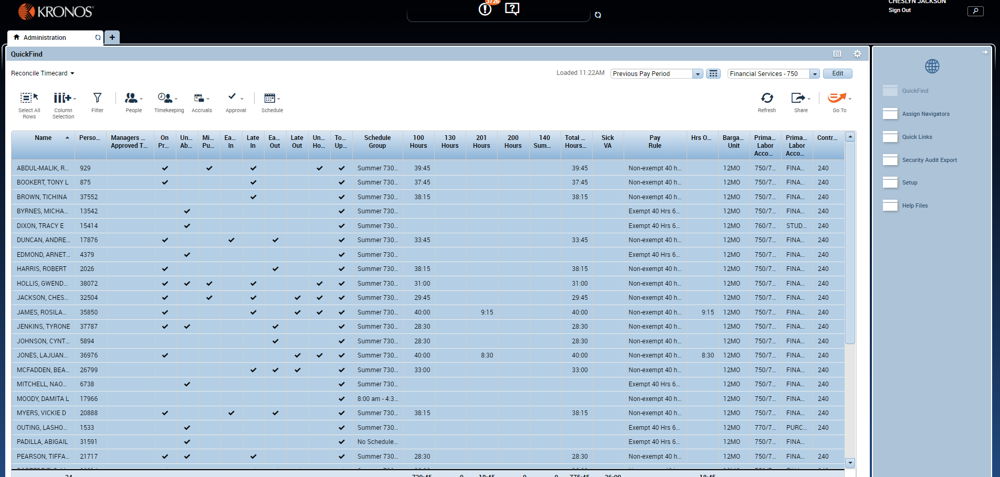 KRONOS
3726
CHESLYN JACKSON
Sign Out
Administration
QuickFind
Reconcile Timecard
Loaded 11:22AM Previous Pay Period Financial Services - 750 Edit
Select All Rows Column Selection Filter People Timekeeping Accruals Approval Schedule Refresh Share Go To
Name Perso... Managers ... Approved T... On Pr... Un... Ab... Mi... Pu... Ea... In Late In Ea... Out Late Out Un... Ho... To... Up... Schedule Group 100 Hours 130 Hours 201 Hours 200 Hours 140 Sum... Total ... Hours... Sick VA Pay Rule Hrs O... Barga... Unit Prima... Labor Acco... Prima... Labor Acco... Contr...
ABDUL-MALIK, R... 929 Summer 730... 39:45 39:45 Non-exempt 40 h... 12MO 750/7... FINA... 240
BOOKERT, TONY L 875 Summer 730... 37:45 37:45 Non-exempt 40 h... 12MO 750/7... FINA... 240
BROWN, TICHINA 37552 Summer 730... 38:15 38:15 Non-exempt 40 h... 12MO 750/7... FINA... 240
BYRNES, MICHA... 13542 Summer 730... Exempt 40 Hrs 6... 12MO 750/7... FINA... 240
DIXON, TRACY E 15414 Summer 730... Exempt 40 Hrs 6... 12MO 760/7... STUD... 240
DUNCAN, ANDRE... 17876 Summer 730... 33:45 33:45 Non-exempt 40 h... 12MO 750/7... FINA... 240
EDMOND, ARNET... 4379 Summer 730... Exempt 40 Hrs 6... 12MO 750/7... FINA... 240
HARRIS, ROBERT 2026 Summer 730... 38:15 38:15 Non-exempt 40 h... 12MO 750/7... FINA... 240
HOLLIS, GWEND... 38072 Summer 730... 31:00 31:00 Non-exempt 40 h... 12MO 750/7... FINA... 240
JACKSON, CHES... 32504 Summer 730... 29:45 29:45 Non-exempt 40 h... 12MO 750/7... FINA... 240
JAMES, ROSILA... 35850 Summer 730... 40:00 9:15 40:00 Non-exempt 40 h... 9:15 12MO 750/7... FINA... 240
JENKINS, TYRONE 37787 Summer 730... 28:30 28:30 Non-exempt 40 h... 12MO 750/7... FINA... 240
JOHNSON, CYNT... 5894 Summer 730... 28:30 28:30 Non-exempt 40 h... 12MO 750/7... FINA... 240
JONES, LAJUAN... 36976 Summer 730... 40:00 8:30 40:00 Non-exempt 40 h... 8:30 12MO 750/7... FINA... 240
MCFADDEN, BEA... 26799 Summer 730... 33:00 33:00 Non-exempt 40 h... 12MO 750/7... FINA... 240
MITCHELL, NAO... 6738 Summer 730... Exempt 40 Hrs 6... 12MO 750/7... FINA... 240
MOODY, DAMITA L 17966 8:00 am - 4:3... Non-exempt 40 h... 12MO 750/7... FINA... 240
MYERS, VICKIE D 20888 Summer 730... 38:15 38:15 Non-exempt 40 h... 12MO 750/7... FINA... 240
OUTING, LASHO... 1533 Summer 730... Exempt 40 Hrs 6... 12MO 770/7... PURC... 240
PADILLA, ABIGAIL 31591 No Schedule... Exempt 40 Hrs 6... 12MO 750/7... FINA...
PEARSON, TIFFA... 21717 Summer 730... 28:30 28:30 Non-exempt 40 h... 12MO 750/7... FINA... 240
QuickFind
Assign Navigators
Quick Links
Security Audit Export
Setup
Help Files